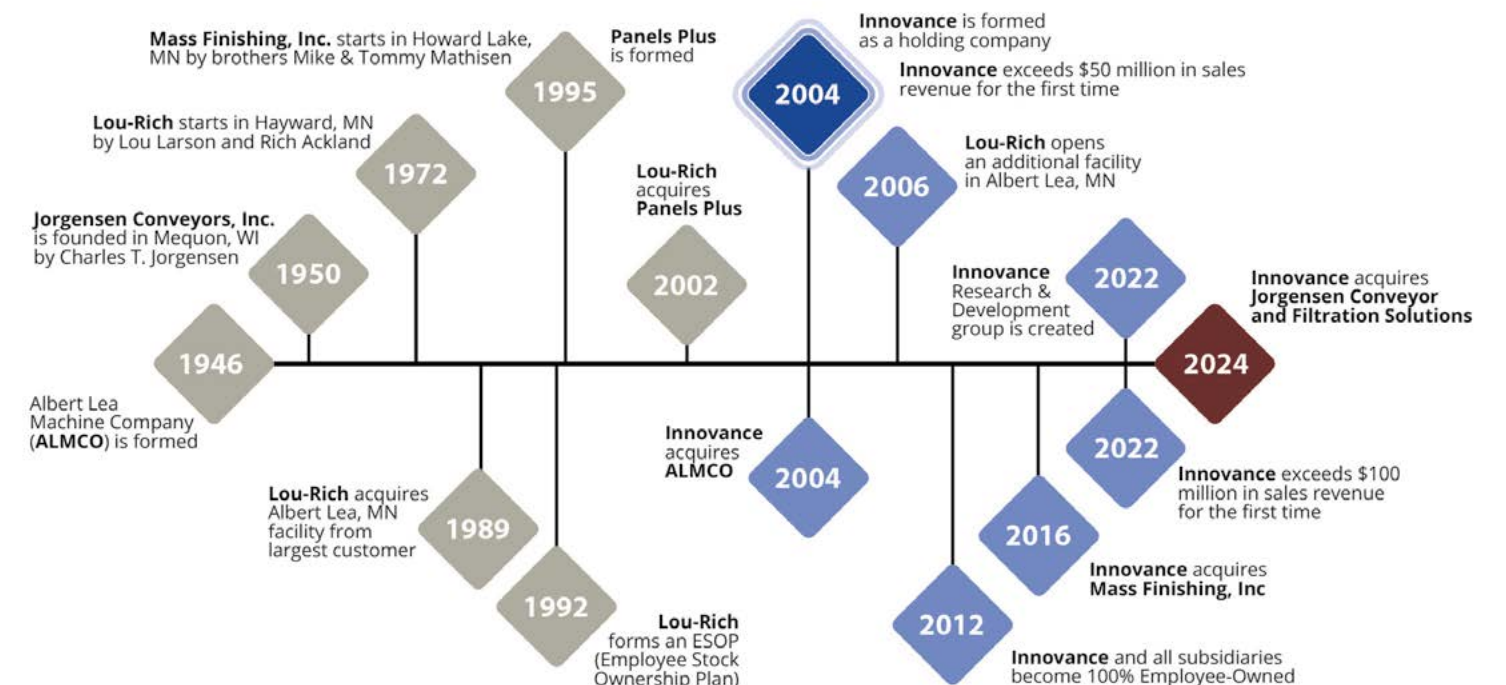 Mass Finishing, Inc. starts in Howard Lake,
MN by brothers Mike & Tommy Mathisen
1995
Panels Plus
is formed
2004
Innovance is formed
as a holding company
Innovance exceeds $50 million in sales
revenue for the first time
Lou-Rich starts in Hayward, MN
by Lou Larson and Rich Ackland
1972
Lou-Rich
acquires
Panels Plus
2002
2006
Lou-Rich opens
an additional facility
in Albert Lea, MN
Jorgensen Conveyors, Inc.
is founded in Mequon, WI
by Charles T. Jorgensen
1950
Innovance
Research &
Development
group is created
2022
Innovance acquires
Jorgensen Conveyor
and Filtration Solutions
1946
2024
Albert Lea
Machine Company
(ALMCO) is formed
Innovance
acquires
ALMCO
2004
2022
Innovance exceeds $100
million in sales revenue
for the first time
Lou-Rich acquires
Albert Lea, MN
facility from
largest customer
1989
2016
Innovance acquires
Mass Finishing, Inc
1992
Lou-Rich
forms an ESOP
(Employee Stock
Ownership Plan)
2012
Innovance and all subsidiaries
become 100% Employee-Owned